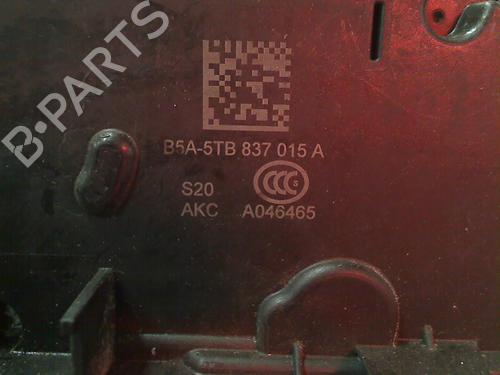 B-PARTS
B5A-5TB 837 015 A
S20
CCC S
AKC A046465